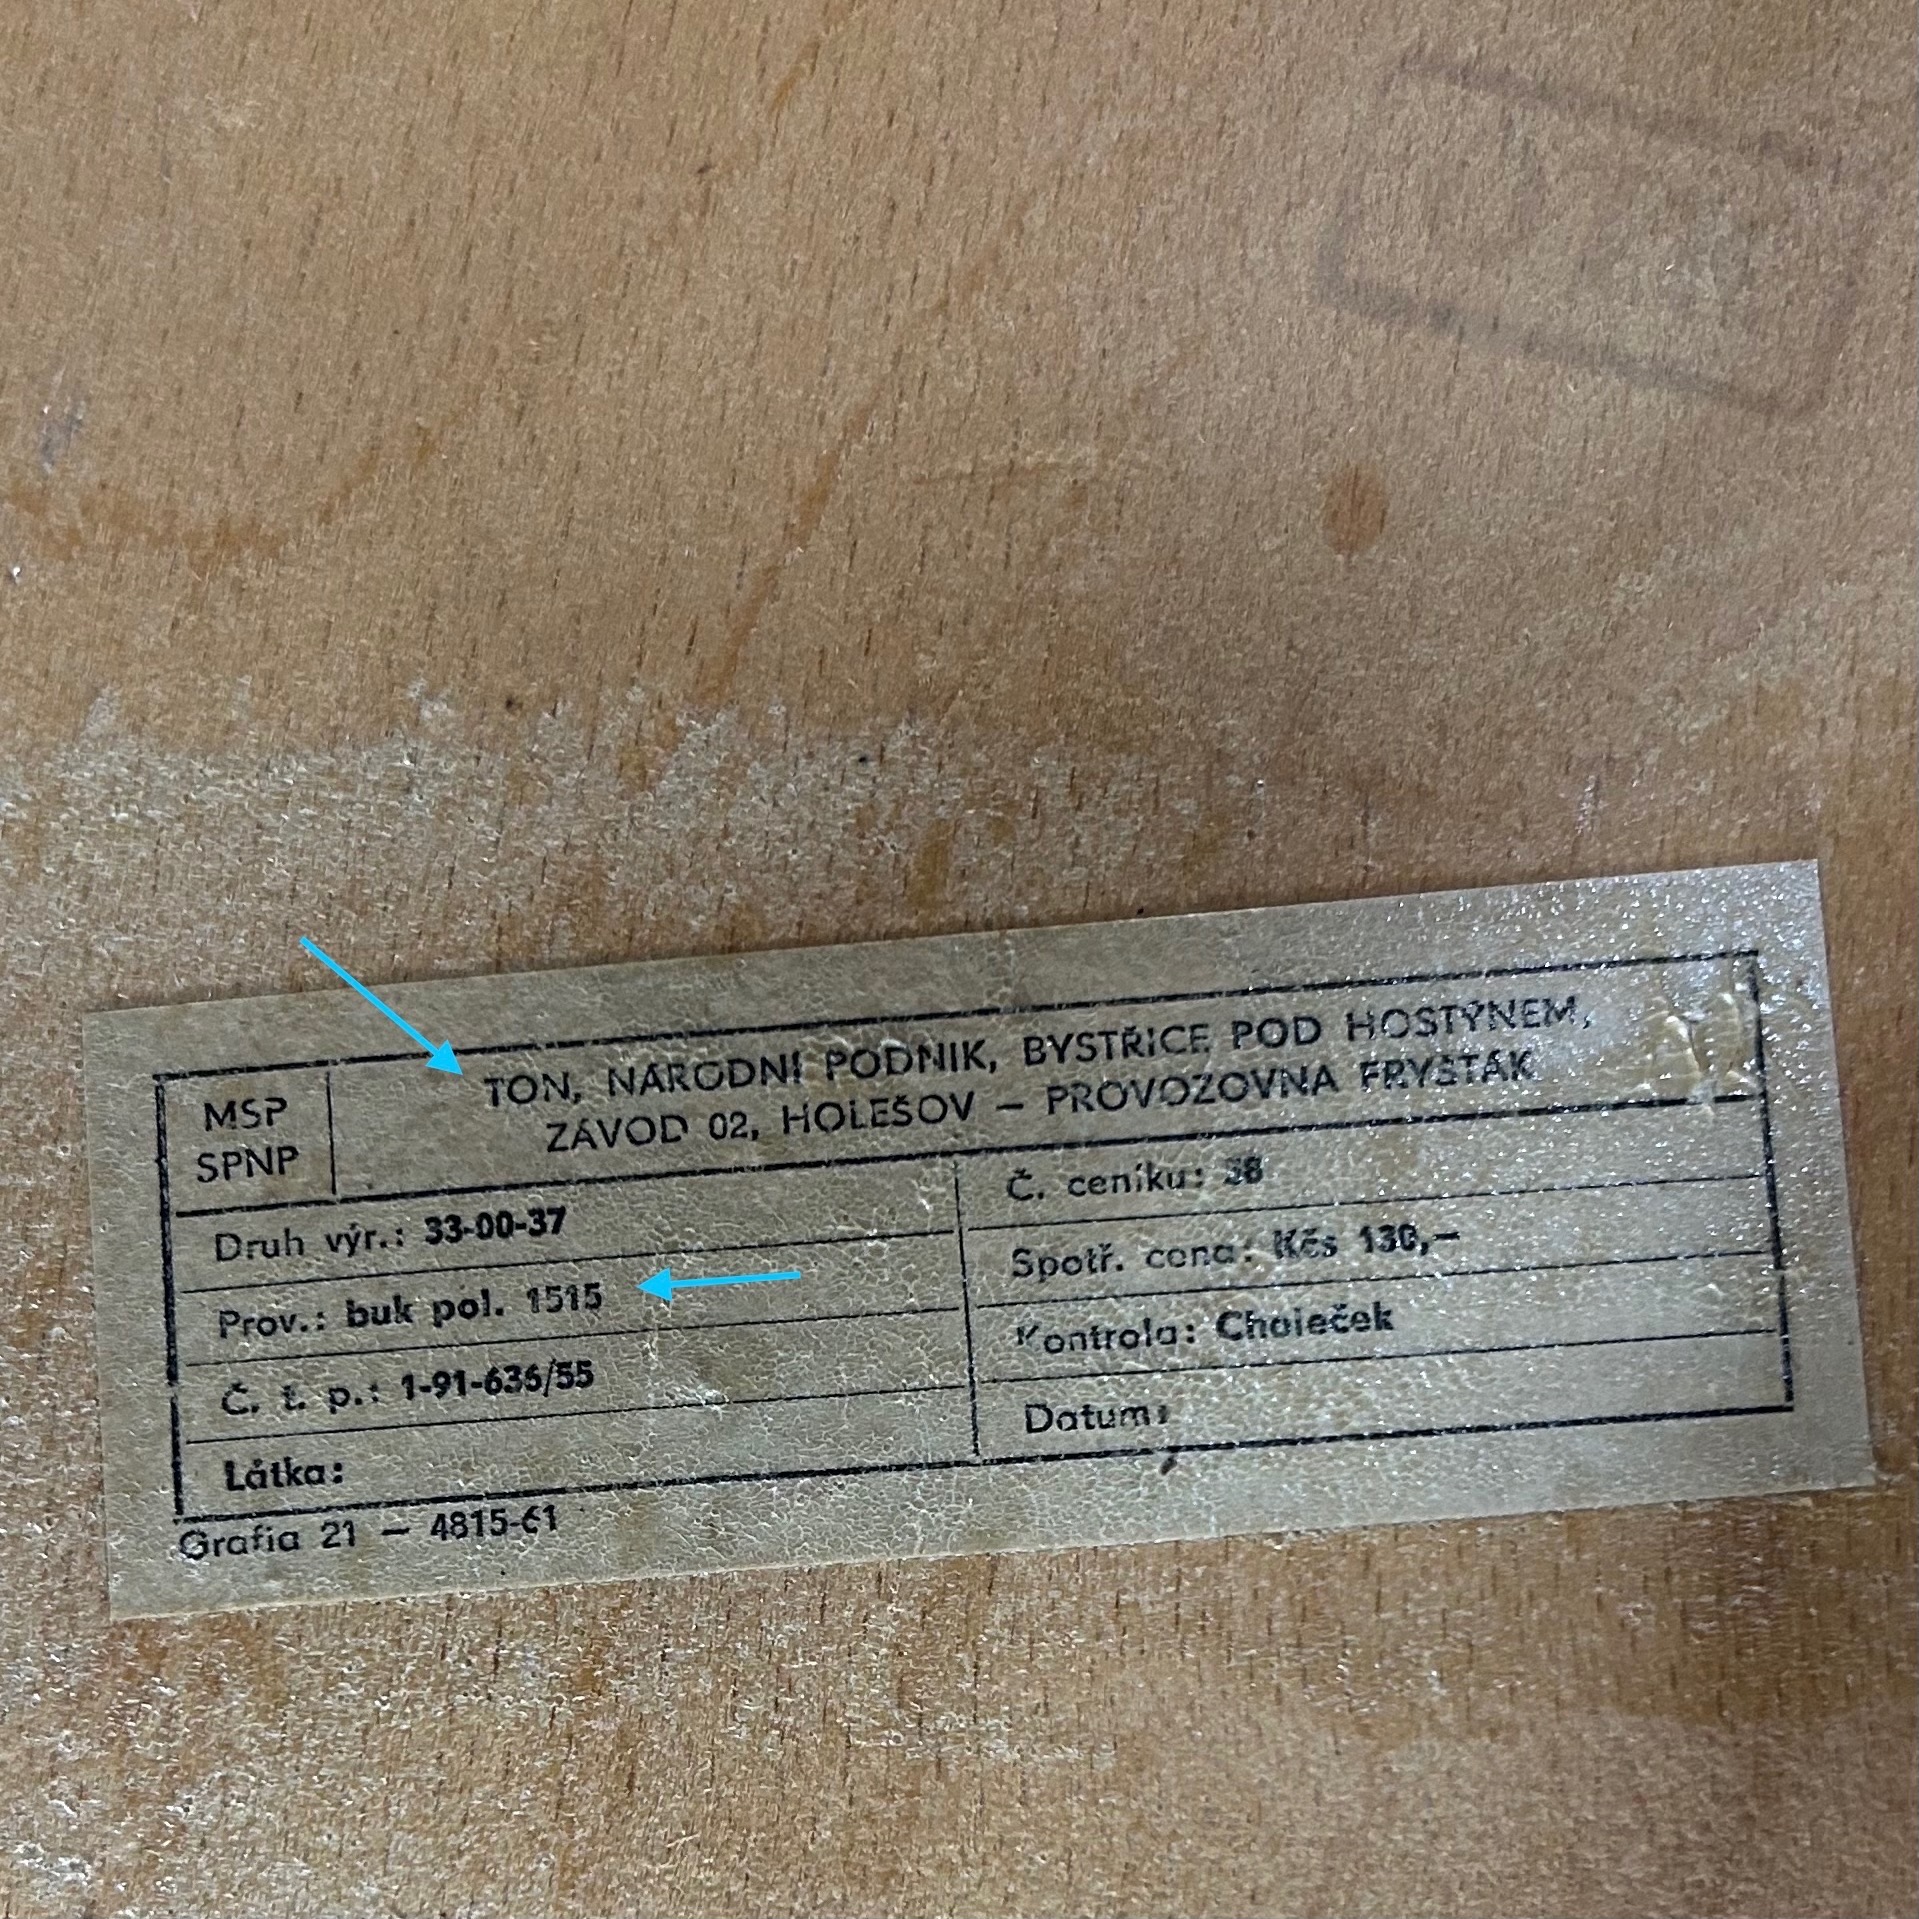 MSP
SPNP
TON, NÁRODNÍ PODNIK, BYSTŘICE POD HOSTÝNEM,
ZÁVOD 02, HOLEŠOV – PROVOZOVNA FRYŠTÁK
Druh výr.: 33-00-37
Prov.: buk pol. 1515
Č. t. p.: 1-91-636/55
Látka:
Č. ceníku: 38
Spotř. cena: Kčs 130,–
Kontrola:
Datum:
Grafia 21 — 4815-61